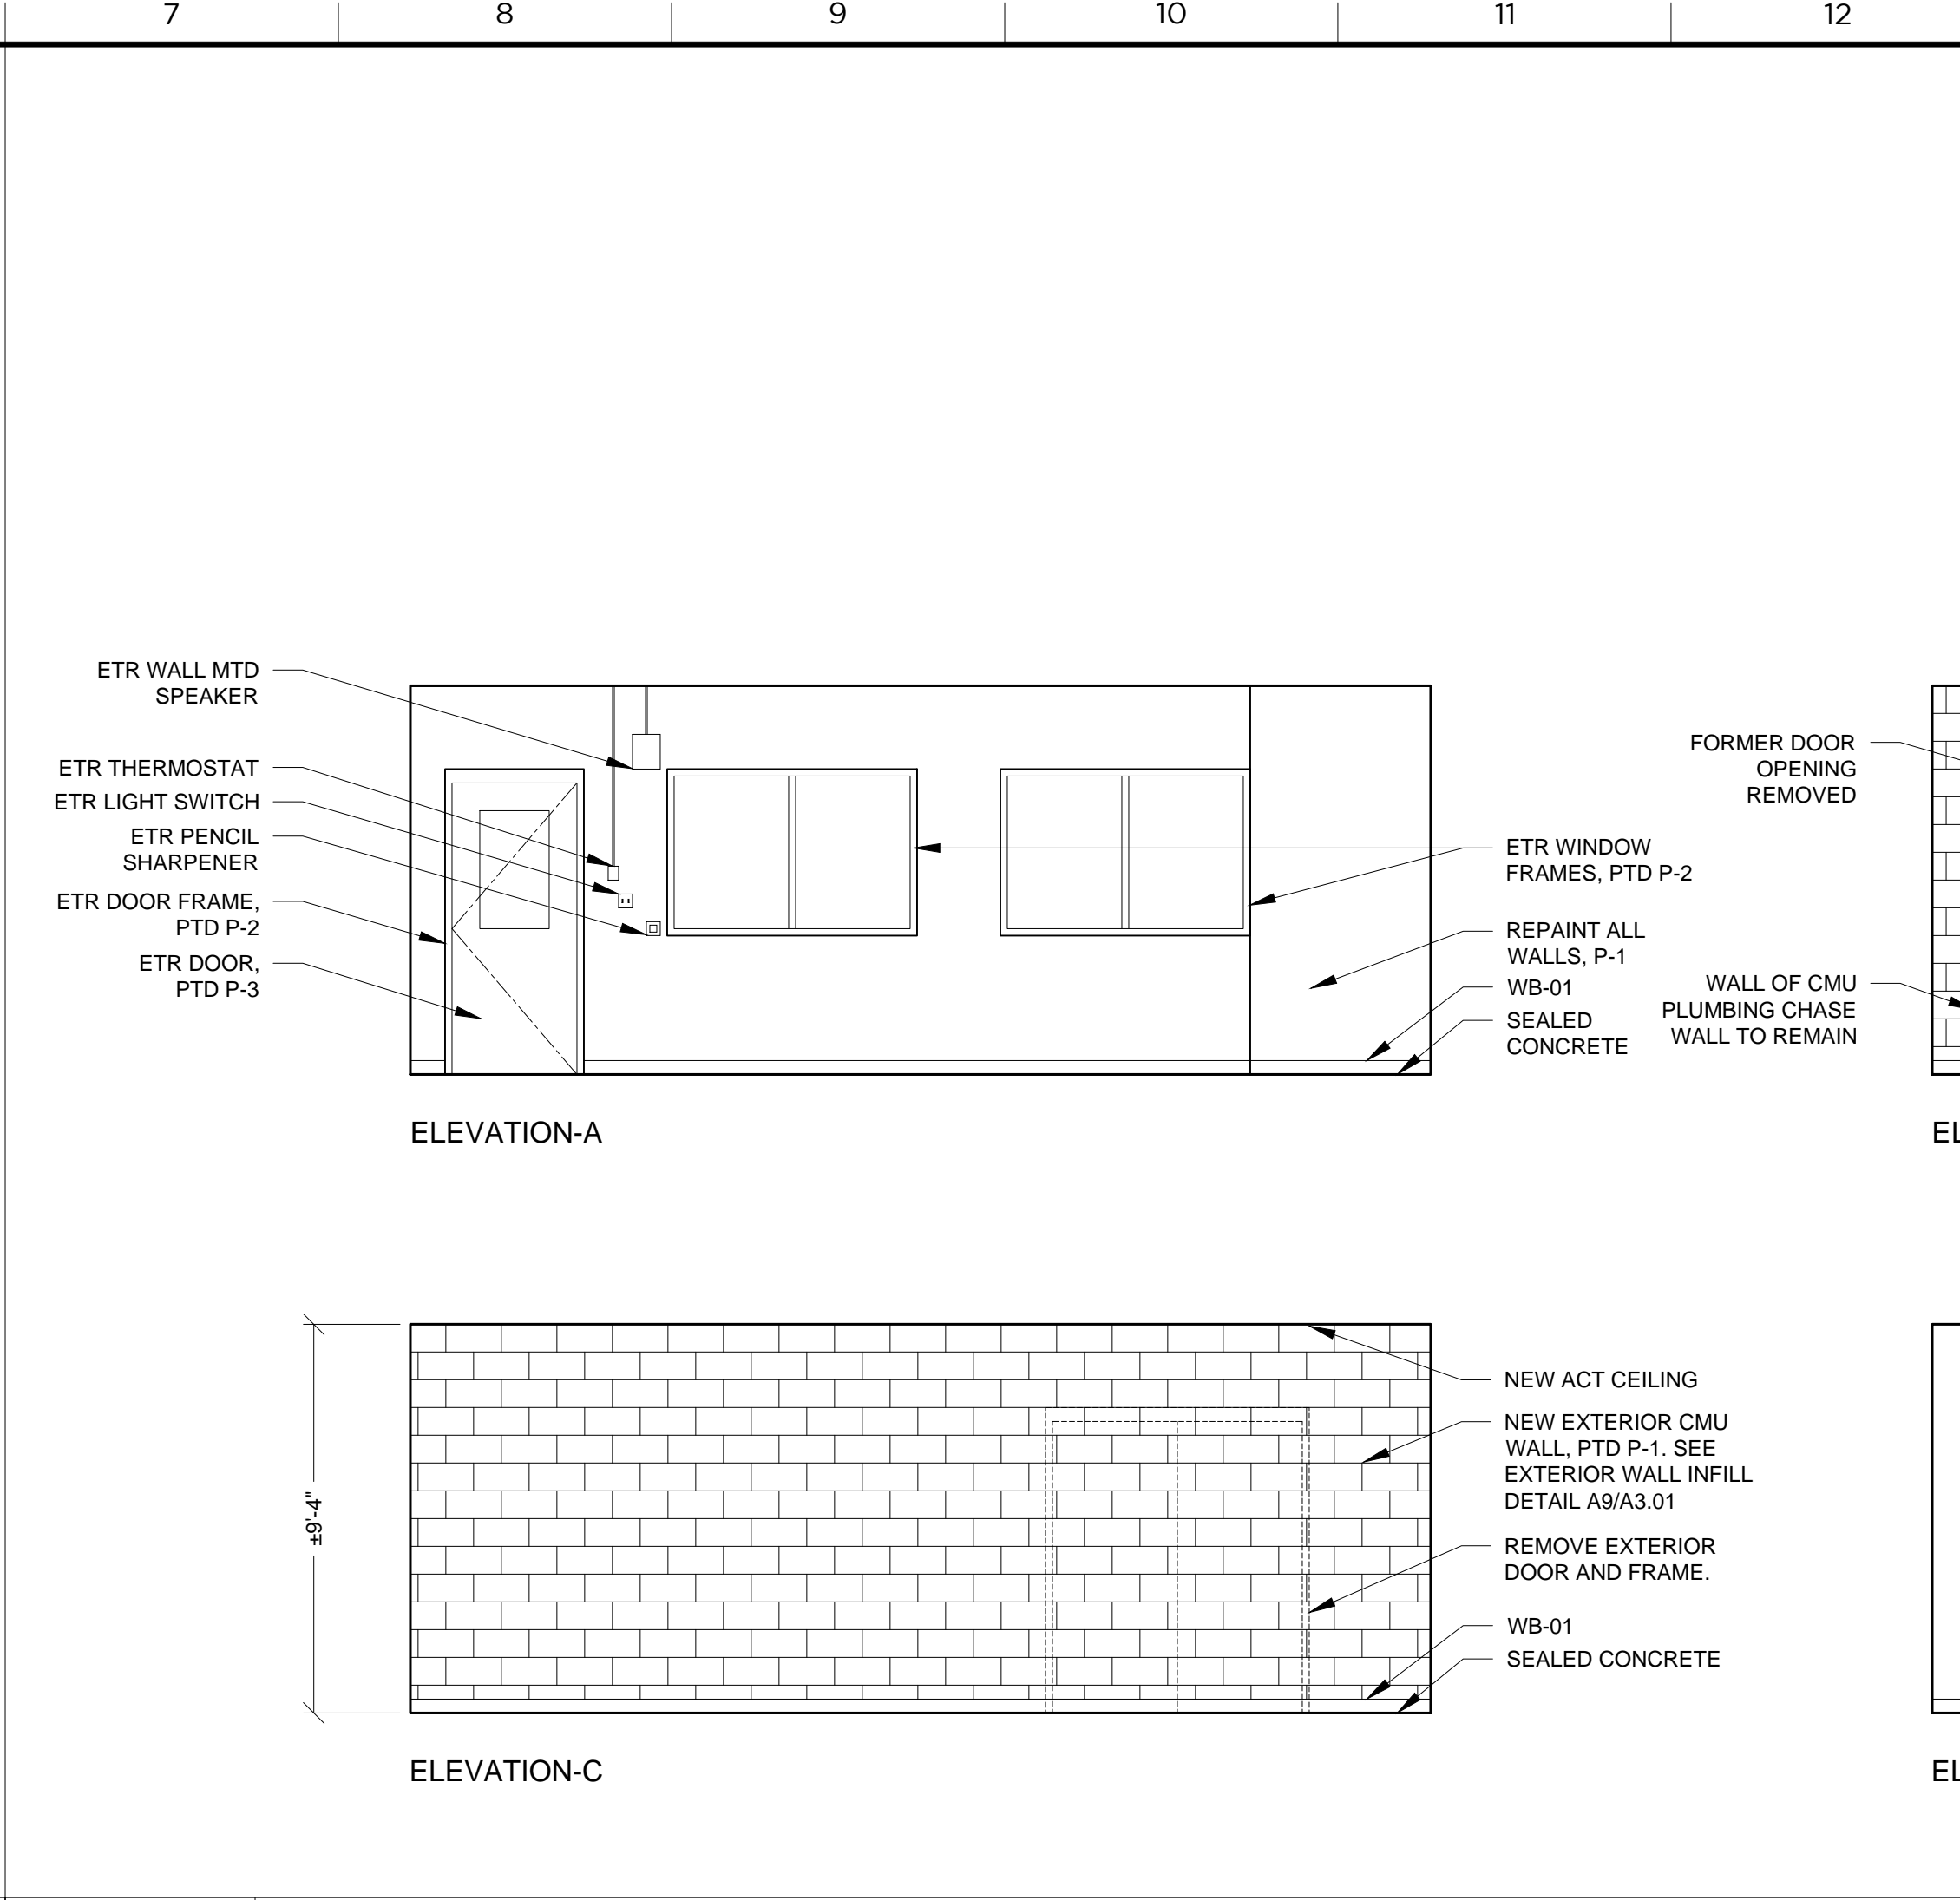 7 8 9 10 11 12
ETR WALL MTD
SPEAKER
ETR THERMOSTAT
ETR LIGHT SWITCH
ETR PENCIL
SHARPENER
ETR DOOR FRAME,
PTD P-2
ETR DOOR,
PTD P-3
ETR WINDOW
FRAMES, PTD P-2
REPAINT ALL
WALLS, P-1
WB-01
SEALED
CONCRETE
FORMER DOOR
OPENING
REMOVED
WALL OF CMU
PLUMBING CHASE
WALL TO REMAIN
ELEVATION-A
EL
±9'-4"
NEW ACT CEILING
NEW EXTERIOR CMU
WALL, PTD P-1. SEE
EXTERIOR WALL INFILL
DETAIL A9/A3.01
REMOVE EXTERIOR
DOOR AND FRAME.
WB-01
SEALED CONCRETE
ELEVATION-C
EL